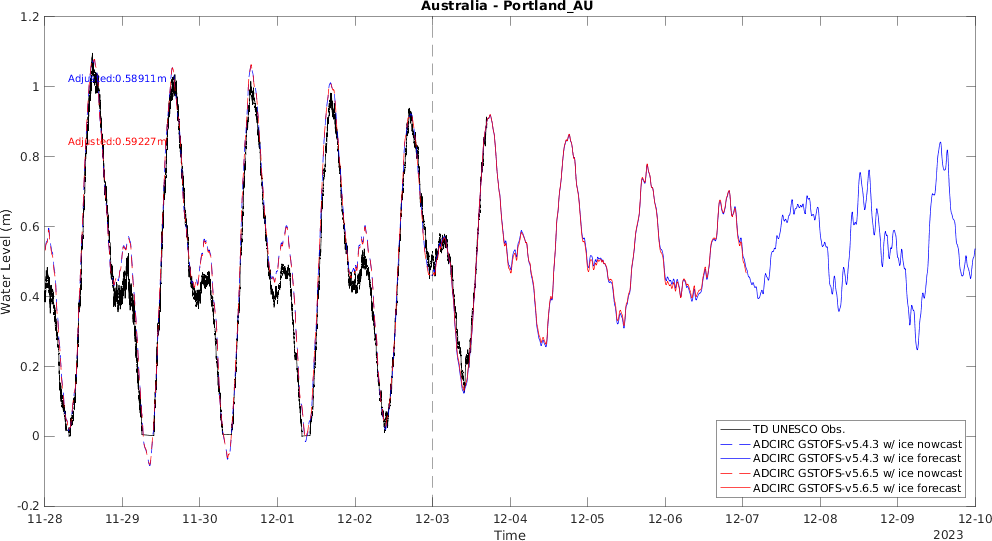 Australia - Portland_AU
1.2
1
0.8
0.6
0.4
0.2
0
-0.2
Water Level (m)
Adjusted:0.58911m
Adjusted:0.59227m
TD UNESCO Obs.
ADCIRC GSTOFS-v5.4.3 w/ ice nowcast
ADCIRC GSTOFS-v5.4.3 w/ ice forecast
ADCIRC GSTOFS-v5.6.5 w/ ice nowcast
ADCIRC GSTOFS-v5.6.5 w/ ice forecast
11-28 11-29 11-30 12-01 12-02 12-03 12-04 12-05 12-06 12-07 12-08 12-09 12-10
Time
2023